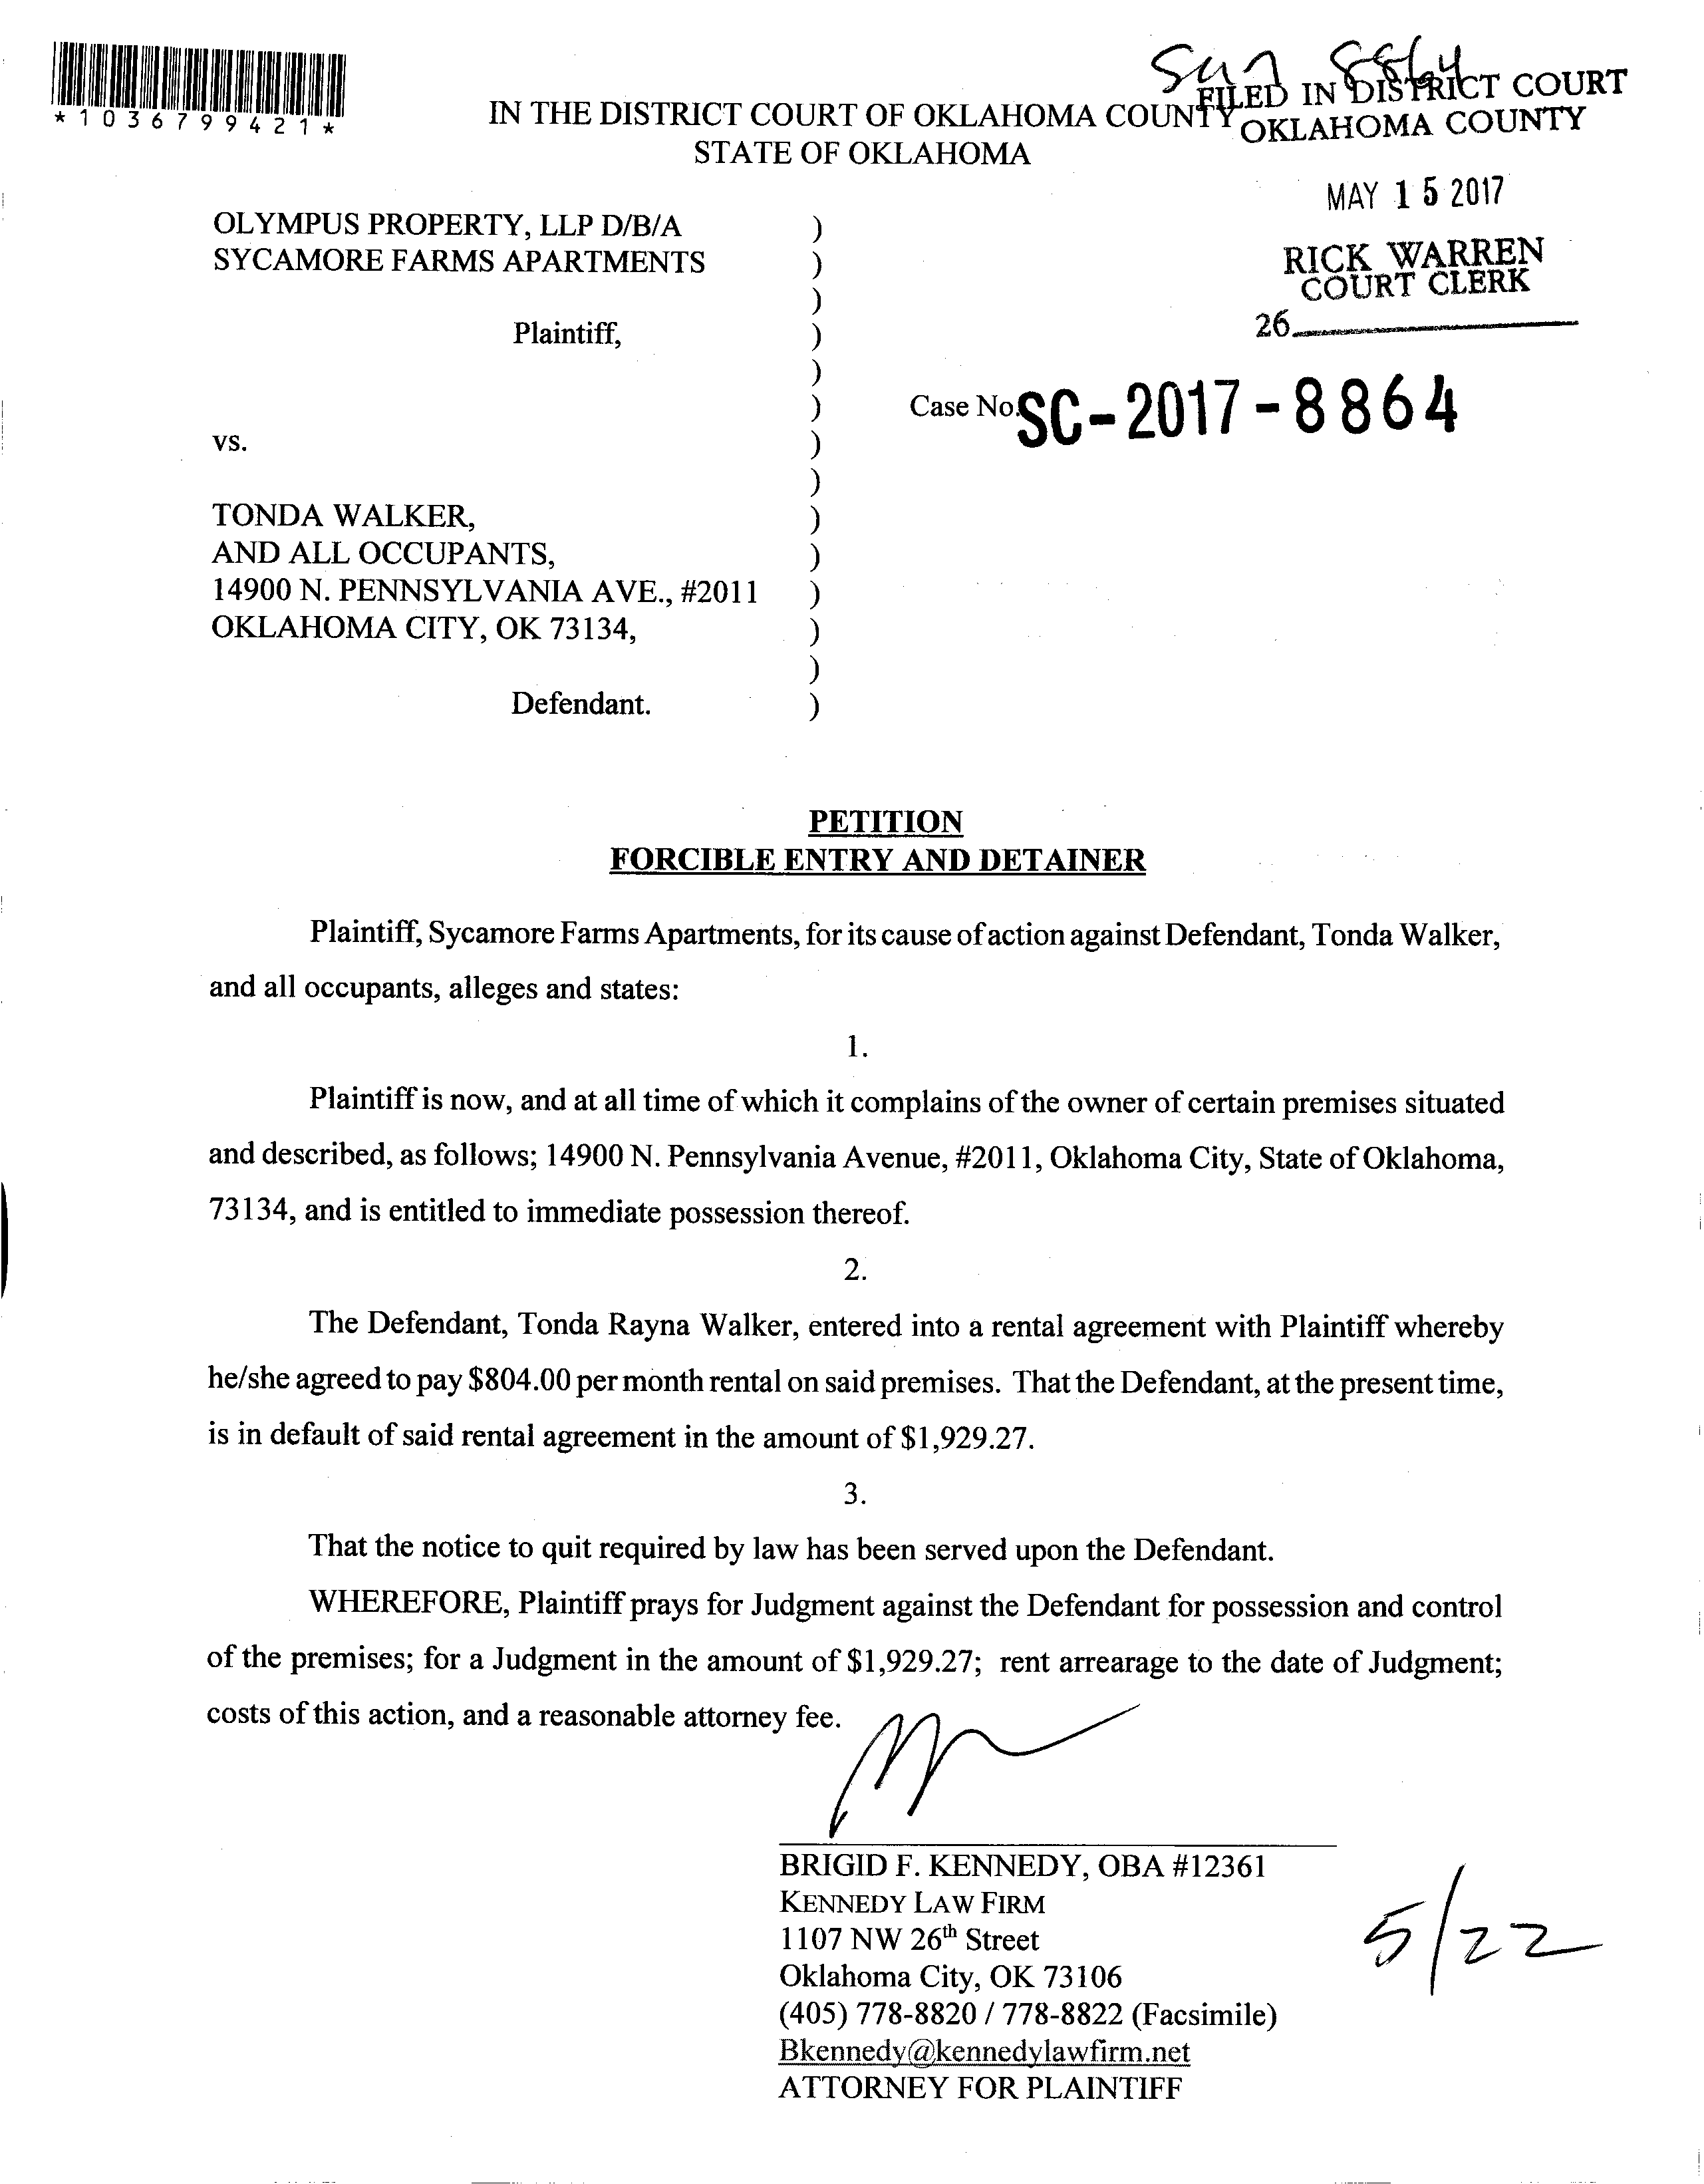 *1036799421*
IN THE DISTRICT COURT OF OKLAHOMA COUNTY
STATE OF OKLAHOMA
FILED IN DISTRICT COURT
OKLAHOMA COUNTY
MAY 15 2017
RICK WARREN
COURT CLERK
26
OLYMPUS PROPERTY, LLP D/B/A )
SYCAMORE FARMS APARTMENTS )
)
Plaintiff, )
)
) Case No. SC-2017-8864
vs. )
)
TONDA WALKER, )
AND ALL OCCUPANTS, )
14900 N. PENNSYLVANIA AVE., #2011 )
OKLAHOMA CITY, OK 73134, )
)
Defendant. )
PETITION
FORCIBLE ENTRY AND DETAINER
Plaintiff, Sycamore Farms Apartments, for its cause of action against Defendant, Tonda Walker,
and all occupants, alleges and states:
1.
Plaintiff is now, and at all time of which it complains of the owner of certain premises situated
and described, as follows; 14900 N. Pennsylvania Avenue, #2011, Oklahoma City, State of Oklahoma,
73134, and is entitled to immediate possession thereof.
2.
The Defendant, Tonda Rayna Walker, entered into a rental agreement with Plaintiff whereby
he/she agreed to pay $804.00 per month rental on said premises. That the Defendant, at the present time,
is in default of said rental agreement in the amount of $1,929.27.
3.
That the notice to quit required by law has been served upon the Defendant.
WHEREFORE, Plaintiff prays for Judgment against the Defendant for possession and control
of the premises; for a Judgment in the amount of $1,929.27; rent arrearage to the date of Judgment;
costs of this action, and a reasonable attorney fee.
BRIGID F. KENNEDY, OBA #12361
KENNEDY LAW FIRM
1107 NW 26th Street
Oklahoma City, OK 73106
(405) 778-8820 / 778-8822 (Facsimile)
Bkennedy@kennedylawfirm.net
ATTORNEY FOR PLAINTIFF
5/22